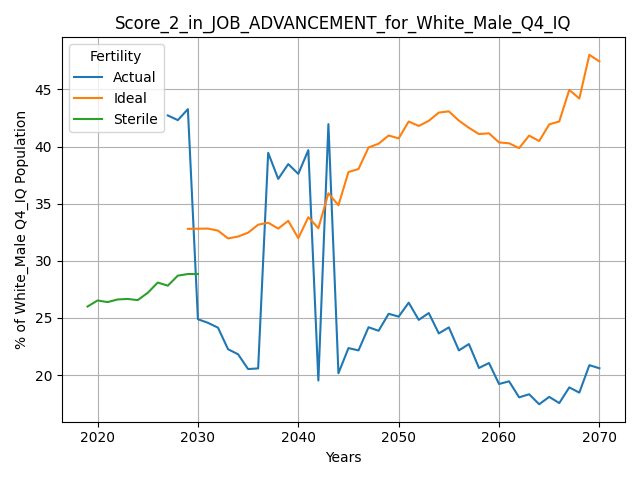 Score_2_in_JOB_ADVANCEMENT_for_White_Male_Q4_IQ
Fertility
Actual
Ideal
Sterile
% of White_Male Q4_IQ Population
45
40
35
30
25
20
2020 2030 2040 2050 2060 2070
Years